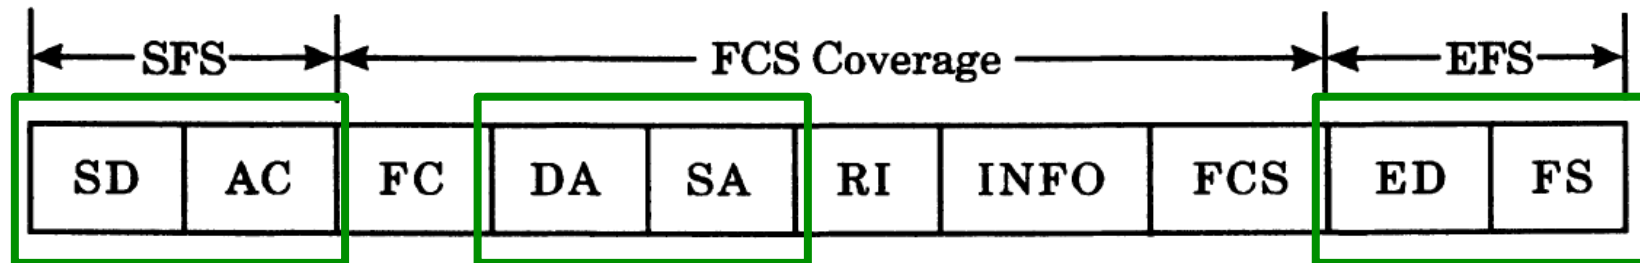 SFS FCS Coverage EFS
SD AC FC DA SA RI INFO FCS ED FS